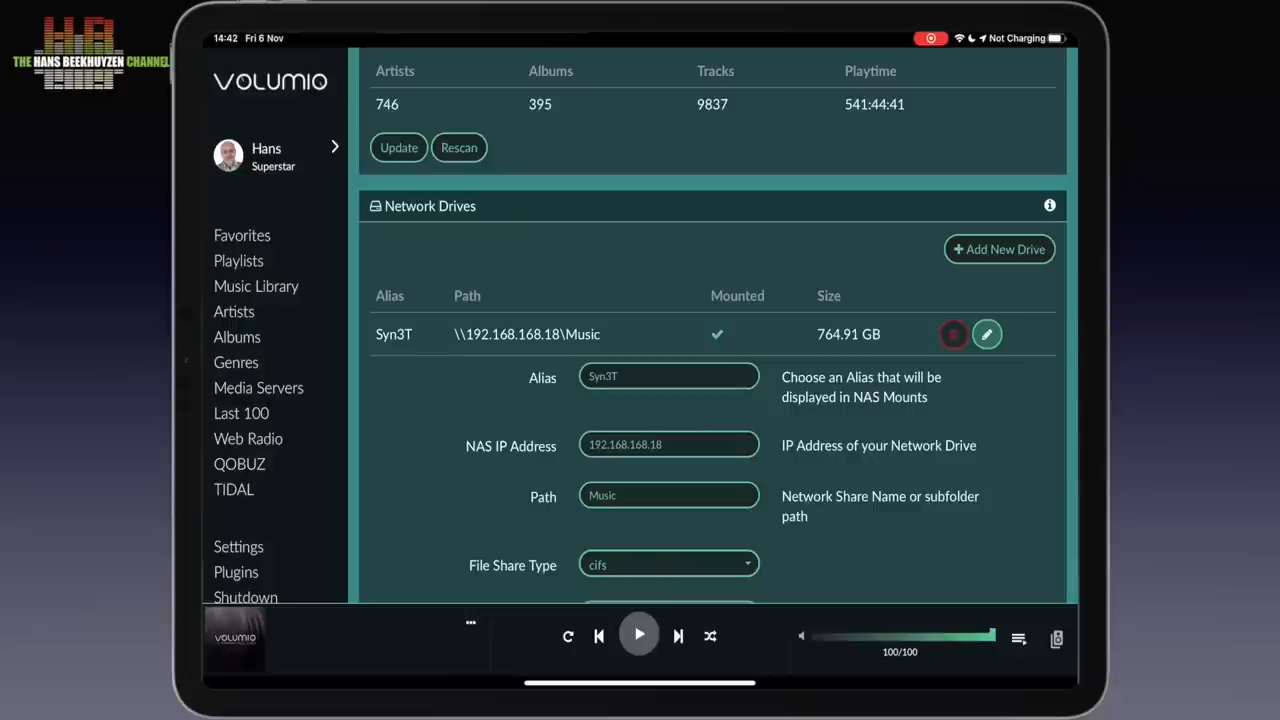 HB
THE HANS BEEKHUYZEN CHANNEL
14:42 Fri 6 Nov
Not Charging
VOLUMIO
Hans
Superstar
Favorites
Playlists
Music Library
Artists
Albums
Genres
Media Servers
Last 100
Web Radio
QOBUZ
TIDAL
Settings
Plugins
Shutdown
Artists Albums Tracks Playtime
746 395 9837 541:44:41
Update Rescan
Network Drives
Add New Drive
Alias Path Mounted Size
Syn3T \\192.168.168.18\Music 764.91 GB
Alias Syn3T Choose an Alias that will be
displayed in NAS Mounts
NAS IP Address 192.168.168.18 IP Address of your Network Drive
Path Music Network Share Name or subfolder
path
File Share Type cifs
VOLUMIO
100/100